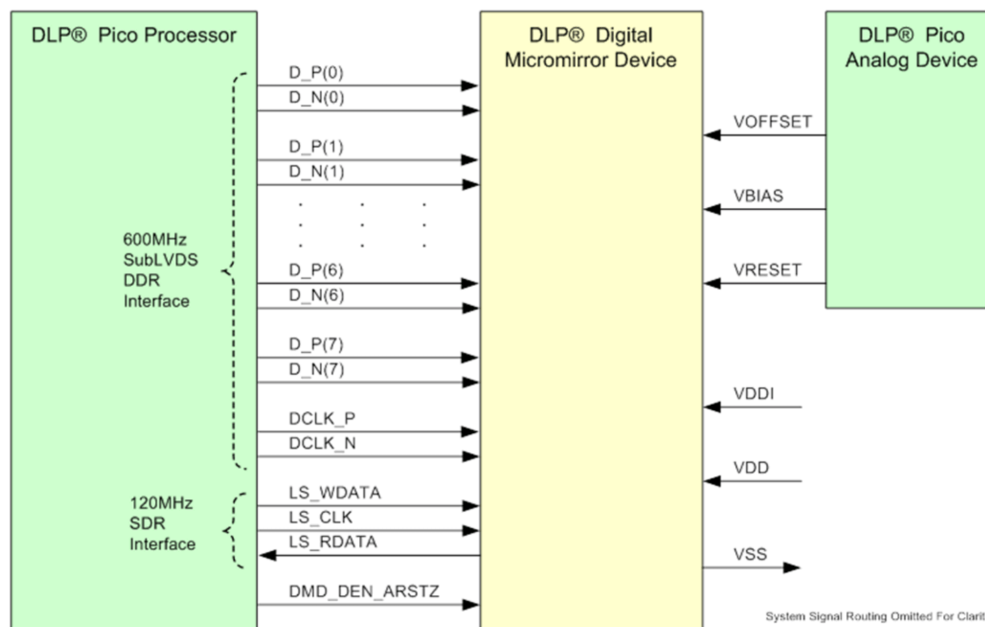 DLP® Pico Processor
600MHz
SubLVDS
DDR
Interface
120MHz
SDR
Interface
D_P(0)
D_N(0)
D_P(1)
D_N(1)
D_P(6)
D_N(6)
D_P(7)
D_N(7)
DCLK_P
DCLK_N
LS_WDATA
LS_CLK
LS_RDATA
DMD_DEN_ARSTZ
DLP® Digital
Micromirror Device
DLP® Pico
Analog Device
VOFFSET
VBIAS
VRESET
VDDI
VDD
VSS
System Signal Routing Omitted For Clarit